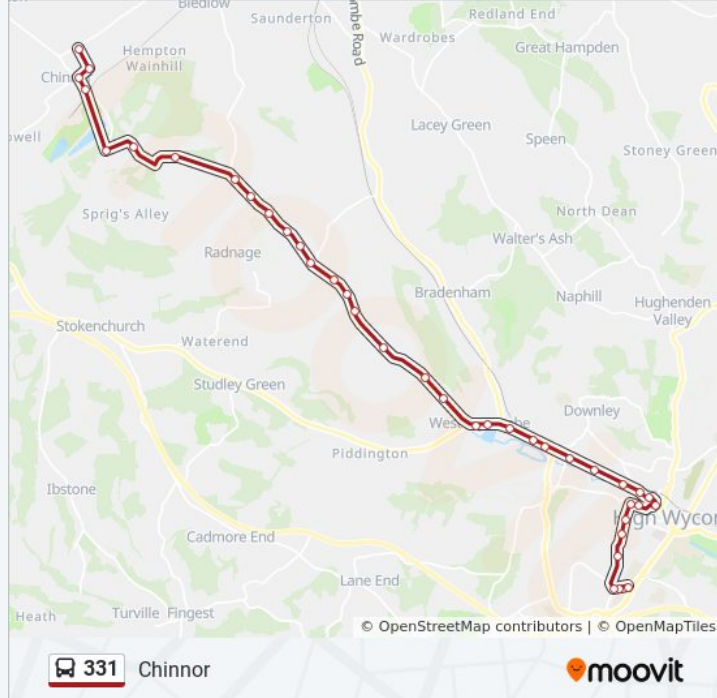 Bledlow
Saunderton
Redland End
Wardrobes
Great Hampden
Hempton
Wainhill
Lacey Green
Speen
Stoney Green
Sprig's Alley
North Dean
Radnage
Walter's Ash
Bradenham
Naphill
Hughenden
Valley
Stokenchurch
Waterend
Studley Green
Downley
Piddington
Ibstone
Cadmore End
Lane End
Heath
Turville
Fingest
© OpenStreetMap contributors | © OpenMapTiles
331
Chinnor
moovit